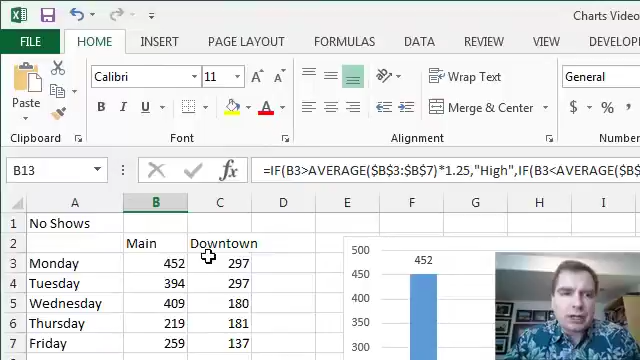 Charts Video
FILE HOME INSERT PAGE LAYOUT FORMULAS DATA REVIEW VIEW DEVELOP
Calibri 11 Wrap Text General
Paste B I U A Merge & Center $ %
Clipboard Font Alignment
B13 fx =IF(B3>AVERAGE($B$3:$B$7)*1.25,"High",IF(B3<AVERAGE($B$
A B C D E F G H I
1 No Shows
2 Main Downtown
3 Monday 452 297
4 Tuesday 394 297
5 Wednesday 409 180
6 Thursday 219 181
7 Friday 259 137
500
452
450
400
350
300